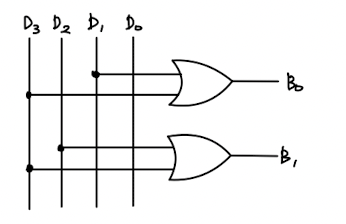 D₃ D₂ D₁ D₀
B₀
B₁